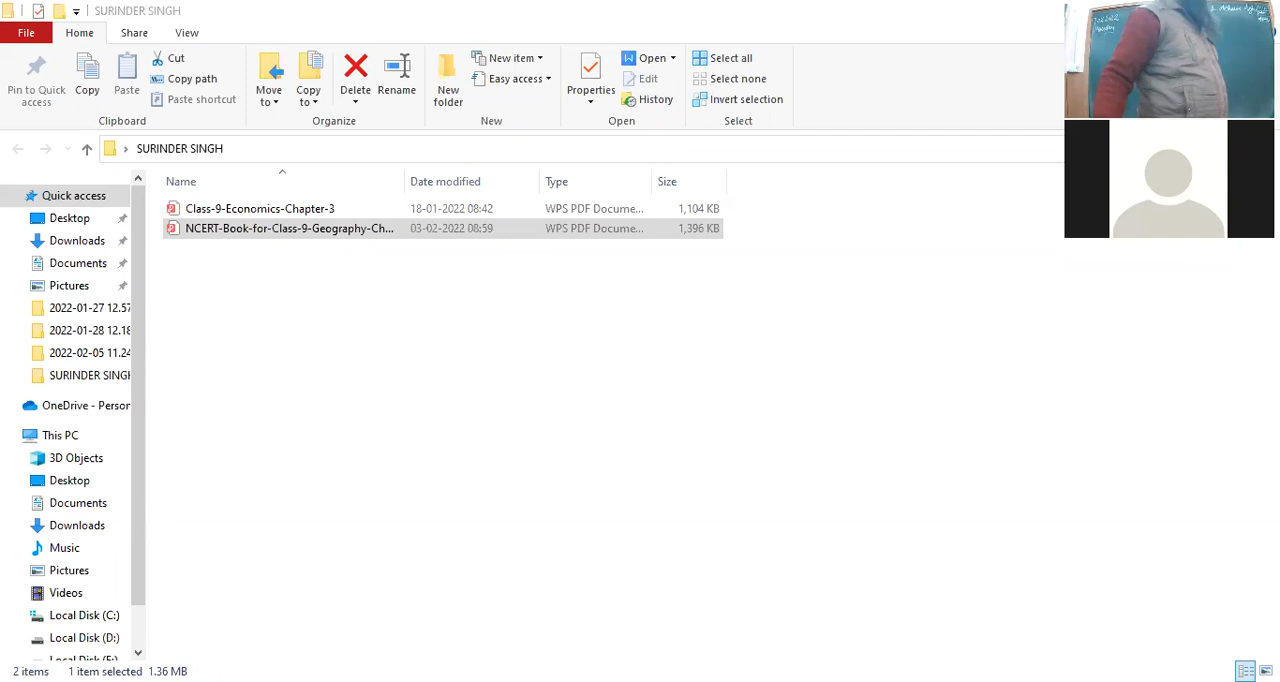 SURINDER SINGH
File Home Share View
Pin to Quick access
Copy
Paste
Cut
Copy path
Paste shortcut
Clipboard
Move to
Copy to
Delete
Rename
Organize
New folder
New item
Easy access
New
Properties
Open
Edit
History
Open
Select all
Select none
Invert selection
Select
SURINDER SINGH
Name Date modified Type Size
Class-9-Economics-Chapter-3 18-01-2022 08:42 WPS PDF Docume... 1,104 KB
NCERT-Book-for-Class-9-Geography-Ch... 03-02-2022 08:59 WPS PDF Docume... 1,396 KB
Quick access
Desktop
Downloads
Documents
Pictures
2022-01-27 12.57
2022-01-28 12.18
2022-02-05 11.24
SURINDER SINGH
OneDrive - Person
This PC
3D Objects
Desktop
Documents
Downloads
Music
Pictures
Videos
Local Disk (C:)
Local Disk (D:)
Local Disk (E:)
2 items 1 item selected 1.36 MB